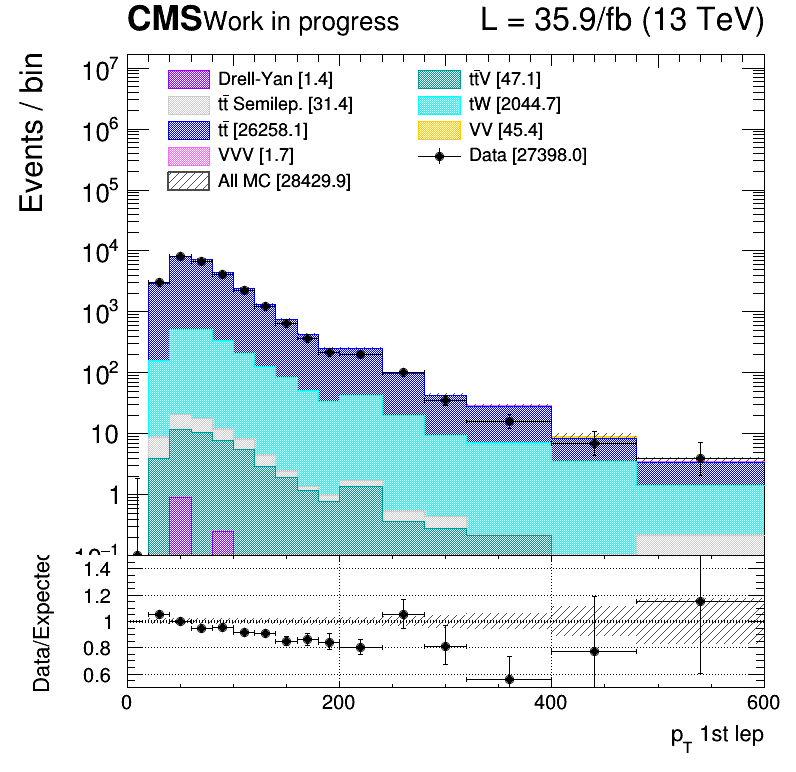 CMS Work in progress L = 35.9/fb (13 TeV)
Events / bin
Drell-Yan [1.4]
tt̄ Semilep. [31.4]
tt̄ [26258.1]
VVV [1.7]
All MC [28429.9]
tt̄V [47.1]
tW [2044.7]
VV [45.4]
Data [27398.0]
10⁷
10⁶
10⁵
10⁴
10³
10²
10
1
10⁻¹
Data/Expected
1.4
1.2
1
0.8
0.6
0 200 400 600
p_T 1st lep